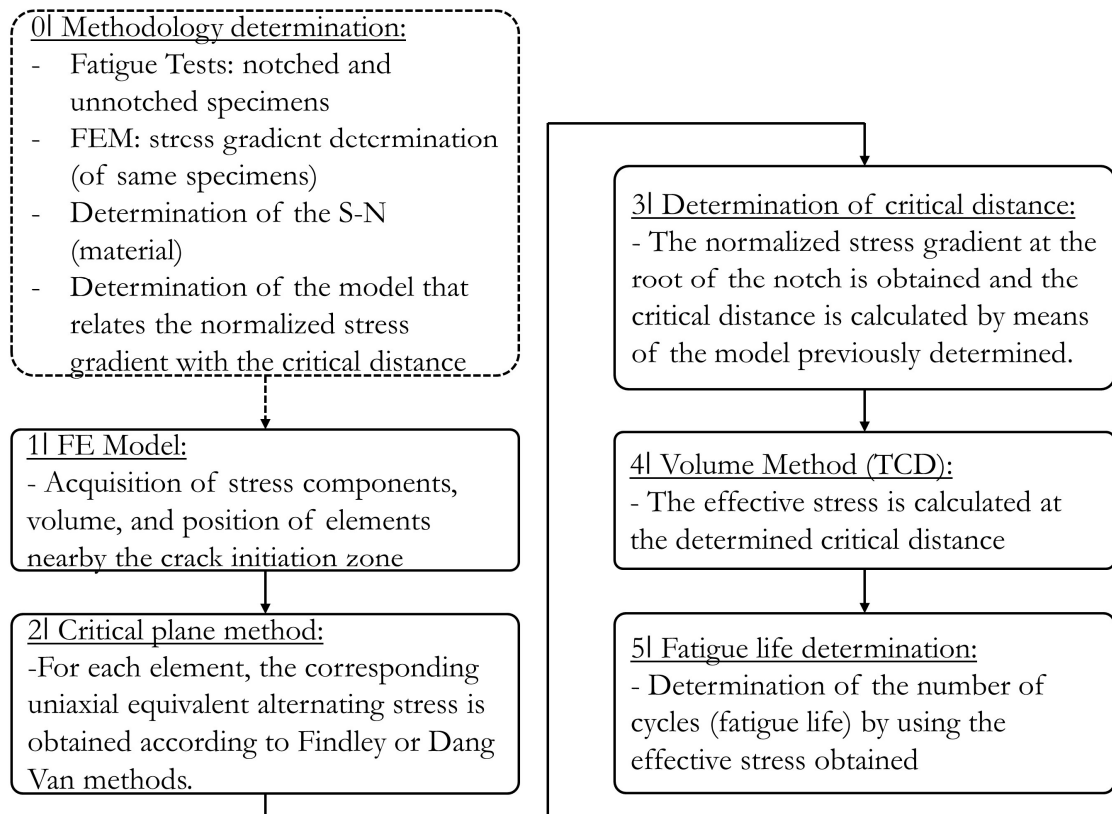 0| Methodology determination:
- Fatigue Tests: notched and
unnotched specimens
- FEM: stress gradient determination
(of same specimens)
- Determination of the S-N
(material)
- Determination of the model that
relates the normalized stress
gradient with the critical distance
1| FE Model:
- Acquisition of stress components,
volume, and position of elements
nearby the crack initiation zone
2| Critical plane method:
-For each element, the corresponding
uniaxial equivalent alternating stress is
obtained according to Findley or Dang
Van methods.
3| Determination of critical distance:
- The normalized stress gradient at the
root of the notch is obtained and the
critical distance is calculated by means
of the model previously determined.
4| Volume Method (TCD):
- The effective stress is calculated at
the determined critical distance
5| Fatigue life determination:
- Determination of the number of
cycles (fatigue life) by using the
effective stress obtained